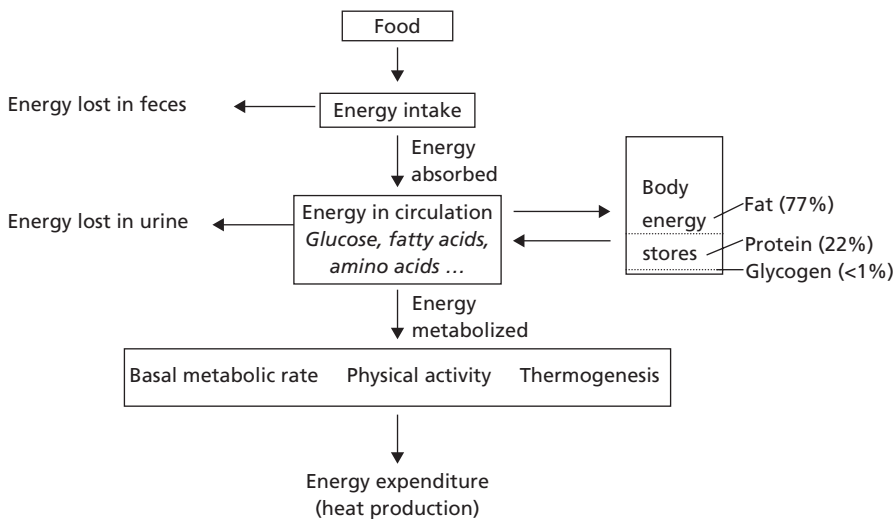 Food
Energy lost in feces
Energy intake
Energy
absorbed
Energy lost in urine
Energy in circulation
Glucose, fatty acids,
amino acids ...
Body
energy
stores
Fat (77%)
Protein (22%)
Glycogen (<1%)
Energy
metabolized
Basal metabolic rate Physical activity Thermogenesis
Energy expenditure
(heat production)